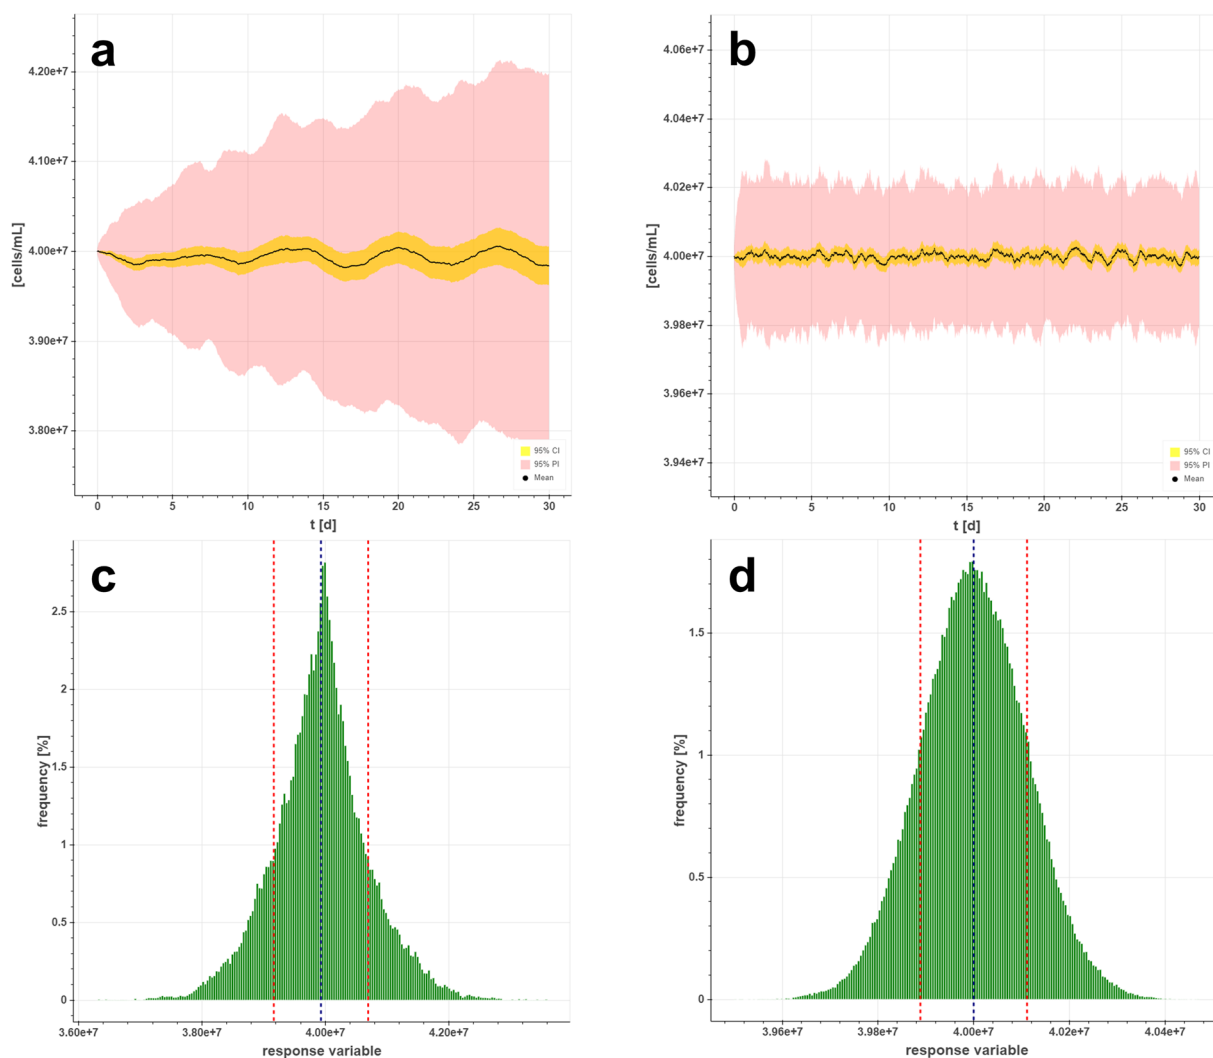 a
4.20e+7
4.10e+7
4.00e+7
3.90e+7
3.80e+7
[cells/mL]
95% CI
95% PI
Mean
0 5 10 15 20 25 30
t [d]
b
4.06e+7
4.04e+7
4.02e+7
4.00e+7
3.98e+7
3.96e+7
3.94e+7
[cells/mL]
95% CI
95% PI
Mean
0 5 10 15 20 25 30
t [d]
c
2.5
2
1.5
1
0.5
0
frequency [%]
3.60e+7 3.80e+7 4.00e+7 4.20e+7
response variable
d
1.5
1
0.5
0
frequency [%]
3.96e+7 3.98e+7 4.00e+7 4.02e+7 4.04e+7
response variable